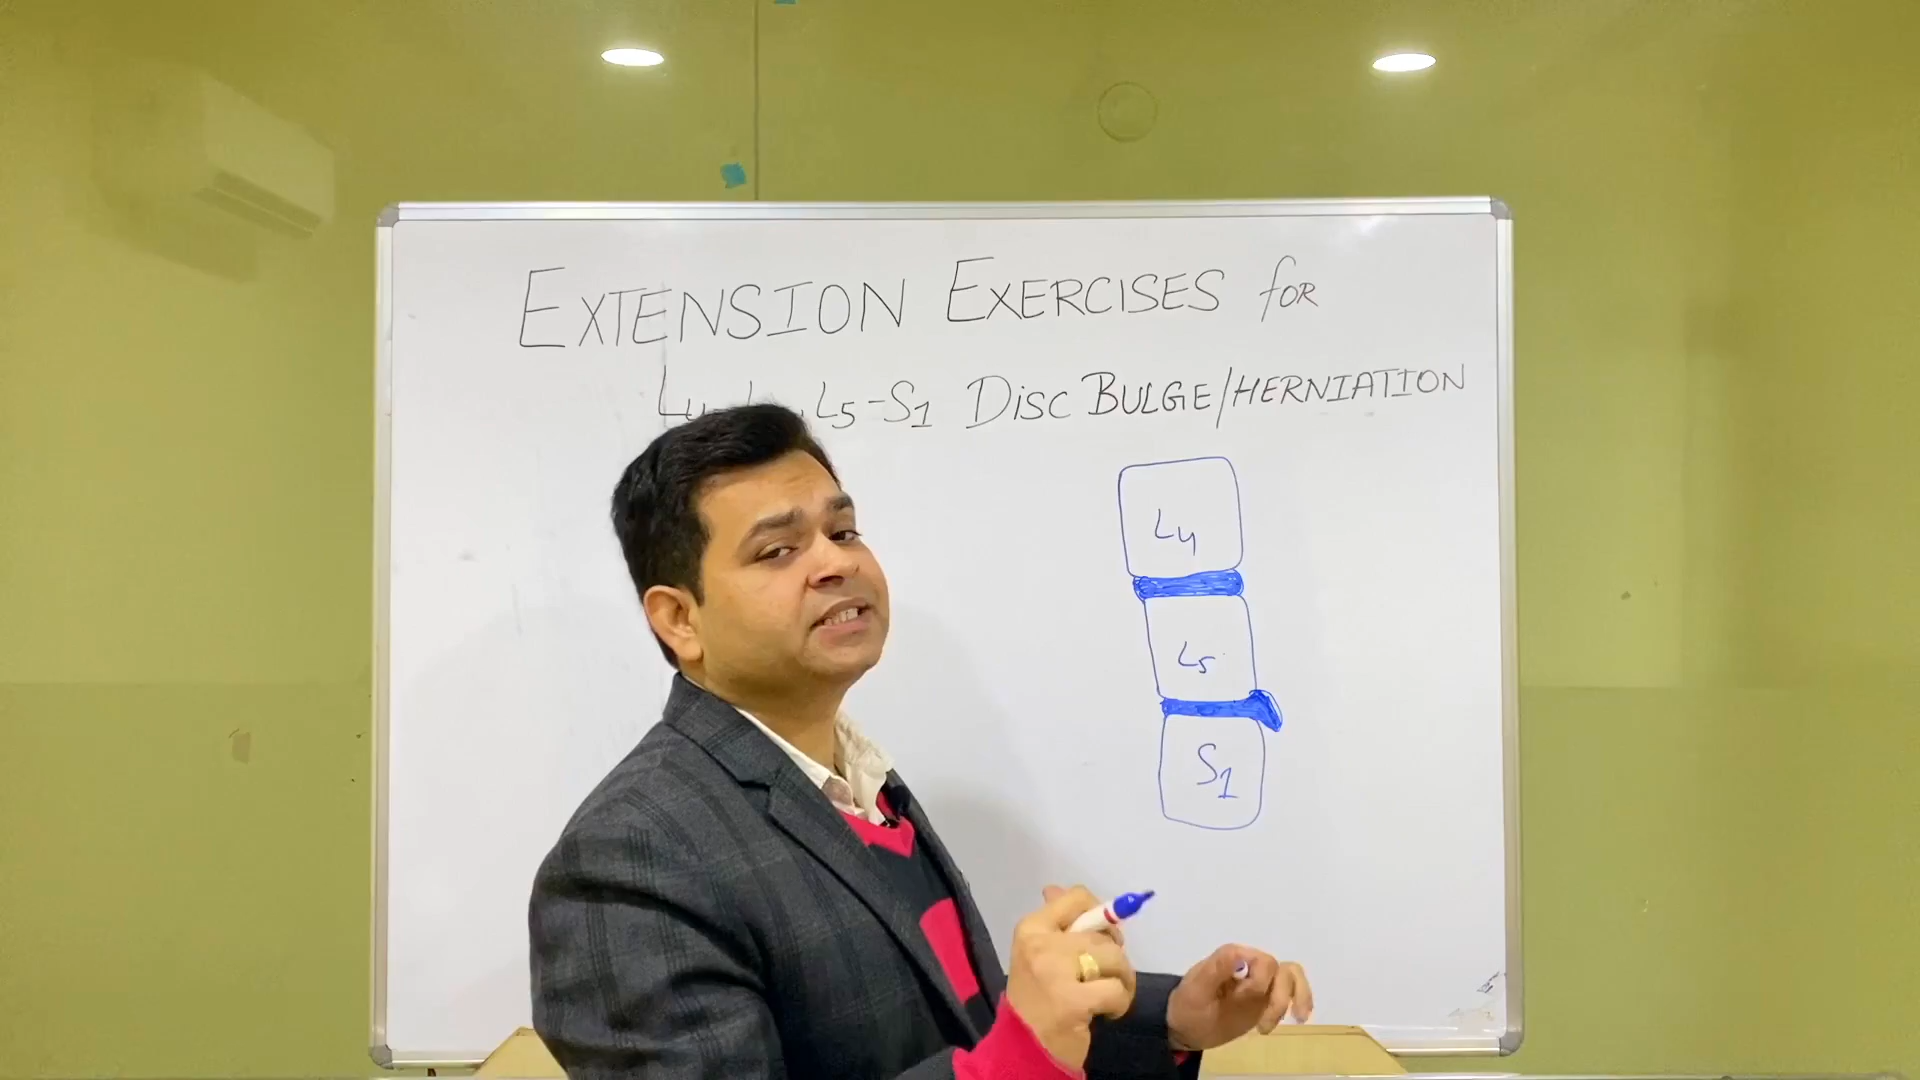 EXTENSION EXERCISES for
L5-S1 DISC BULGE/HERNIATION
L4
L5
S1